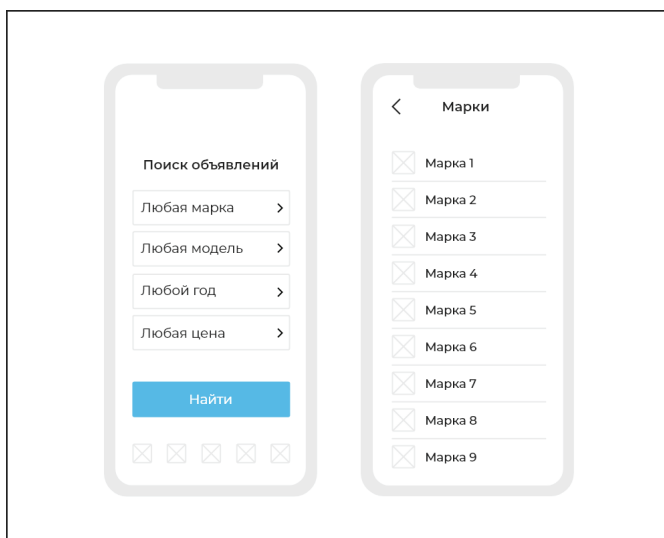 Поиск объявлений
Любая марка
Любая модель
Любой год
Любая цена
Найти
Марки
Марка 1
Марка 2
Марка 3
Марка 4
Марка 5
Марка 6
Марка 7
Марка 8
Марка 9